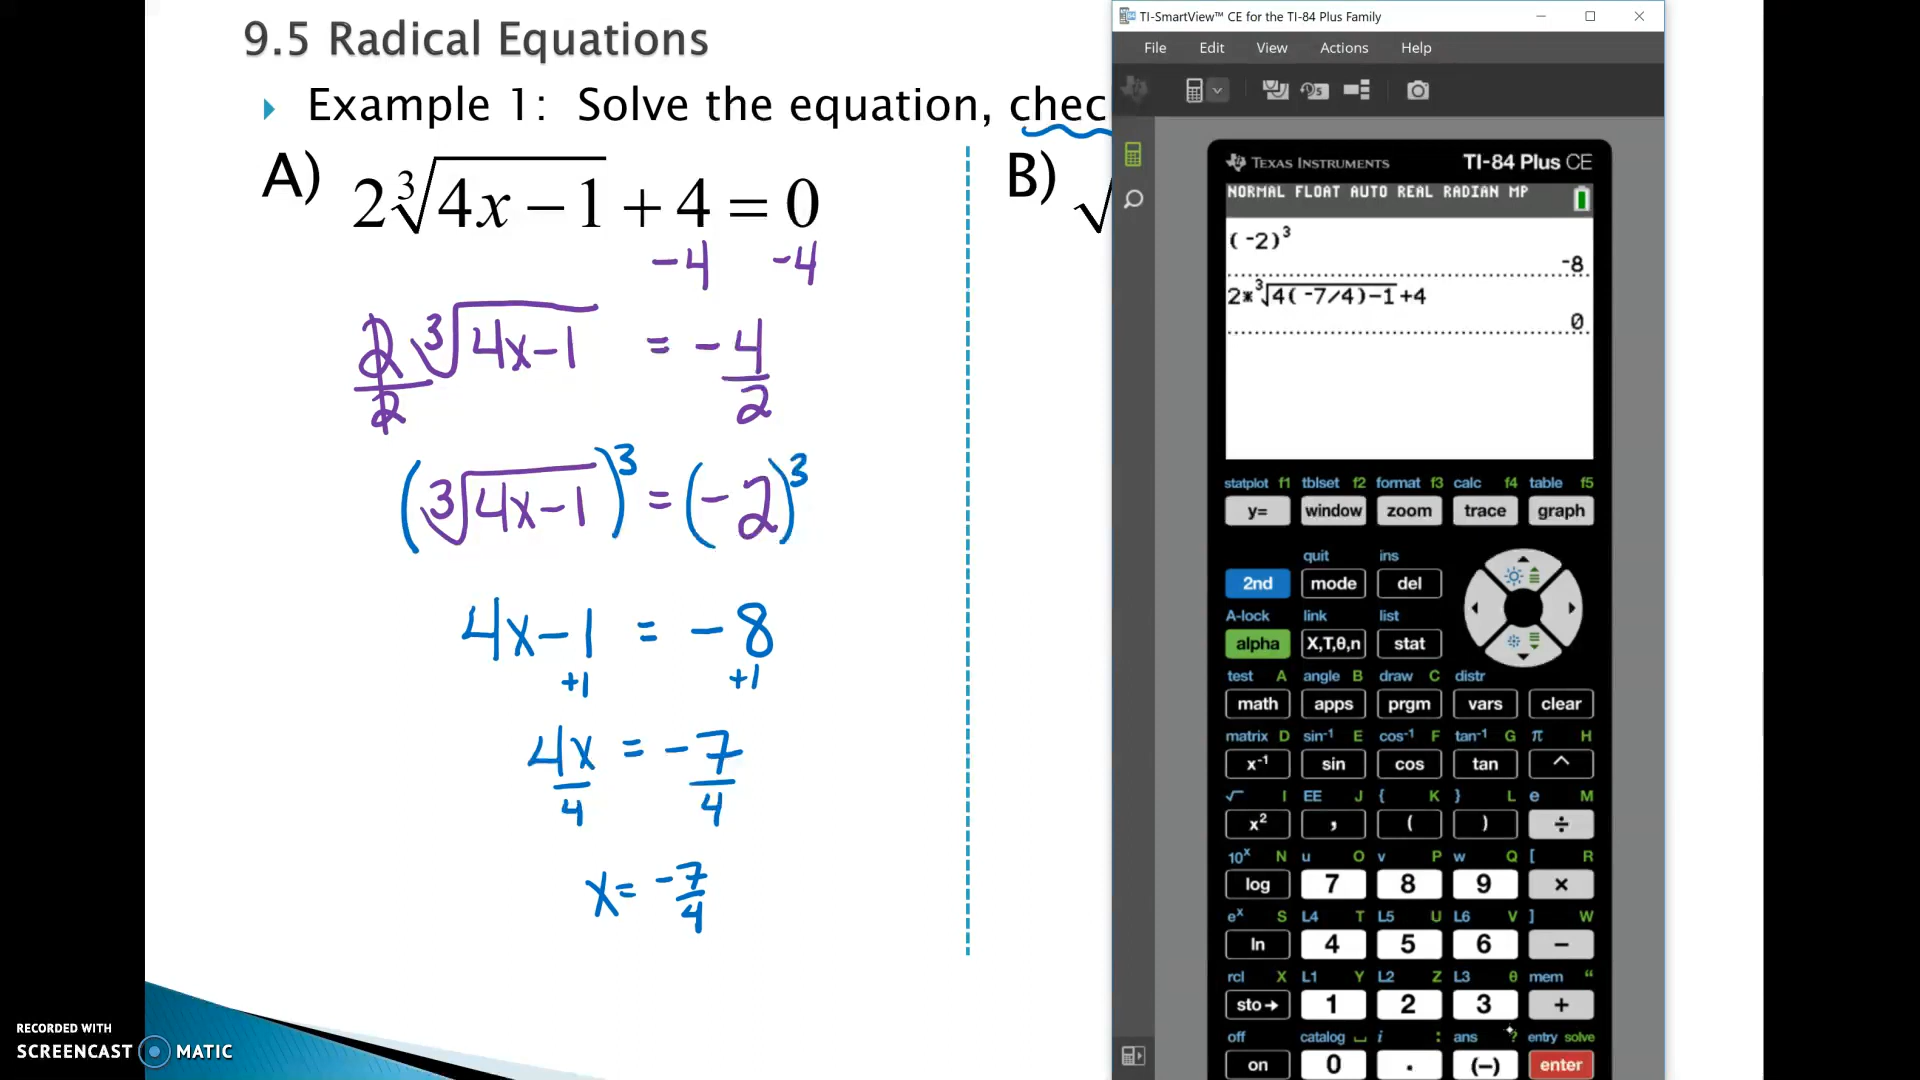 9.5 Radical Equations
Example 1: Solve the equation, chec
A) 2∛(4x − 1) + 4 = 0
−4 −4
2∛(4x−1) = −4
2 2
(∛(4x−1))³ = (−2)³
4x−1 = −8
+1 +1
4x = −7
4 4
x = −7/4
B) √
RECORDED WITH
SCREENCAST MATIC
TI-SmartView™ CE for the TI-84 Plus Family
File Edit View Actions Help
TEXAS INSTRUMENTS TI-84 Plus CE
NORMAL FLOAT AUTO REAL RADIAN MP
(-2)³
-8
2*³√4(-7/4)-1+4
0
statplot f1 tblset f2 format f3 calc f4 table f5
y= window zoom trace graph
quit ins
2nd mode del
A-lock link list
alpha X,T,θ,n stat
test A angle B draw C distr
math apps prgm vars clear
matrix D sin⁻¹ E cos⁻¹ F tan⁻¹ G π H
x⁻¹ sin cos tan ^
√ I EE J { K } L e M
x² , ( ) ÷
10ˣ N u O v P w Q [ R
log 7 8 9 ×
eˣ S L4 T L5 U L6 V ] W
ln 4 5 6 −
rcl X L1 Y L2 Z L3 θ mem "
sto→ 1 2 3 +
off catalog ⎵ i : ans ? entry solve
on 0 . (−) enter